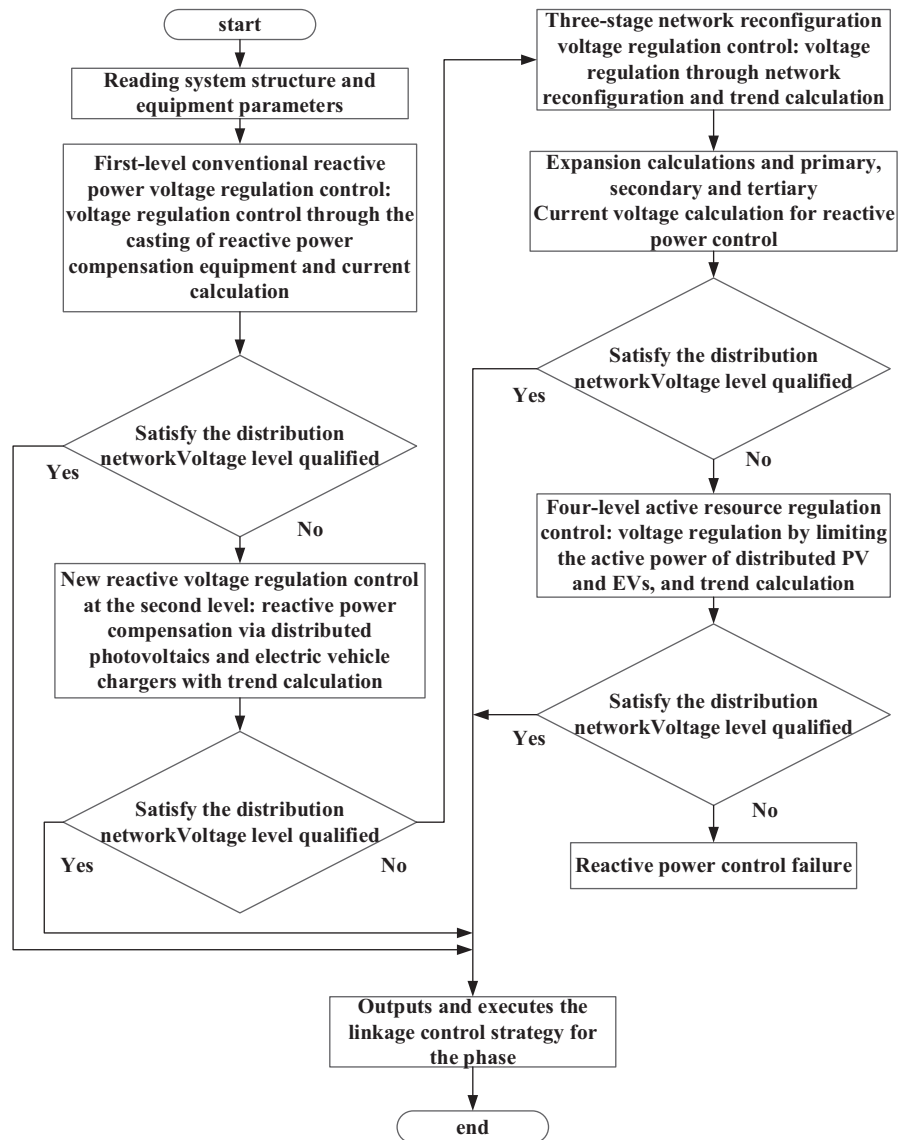 start
Reading system structure and
equipment parameters
First-level conventional reactive
power voltage regulation control:
voltage regulation control through the
casting of reactive power
compensation equipment and current
calculation
Satisfy the distribution
networkVoltage level qualified
Yes
No
New reactive voltage regulation control
at the second level: reactive power
compensation via distributed
photovoltaics and electric vehicle
chargers with trend calculation
Satisfy the distribution
networkVoltage level qualified
Yes
No
Three-stage network reconfiguration
voltage regulation control: voltage
regulation through network
reconfiguration and trend calculation
Expansion calculations and primary,
secondary and tertiary
Current voltage calculation for reactive
power control
Satisfy the distribution
networkVoltage level qualified
Yes
No
Four-level active resource regulation
control: voltage regulation by limiting
the active power of distributed PV
and EVs, and trend calculation
Satisfy the distribution
networkVoltage level qualified
Yes
No
Reactive power control failure
Outputs and executes the
linkage control strategy for
the phase
end